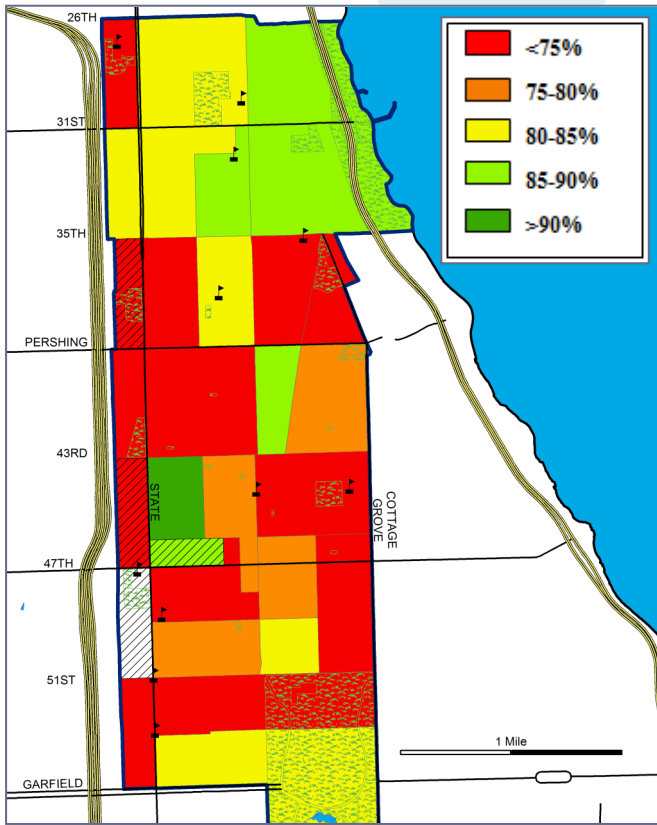 26TH
<75%
75-80%
31ST
80-85%
85-90%
35TH
>90%
PERSHING
43RD
STATE
COTTAGE
GROVE
47TH
51ST
1 Mile
GARFIELD